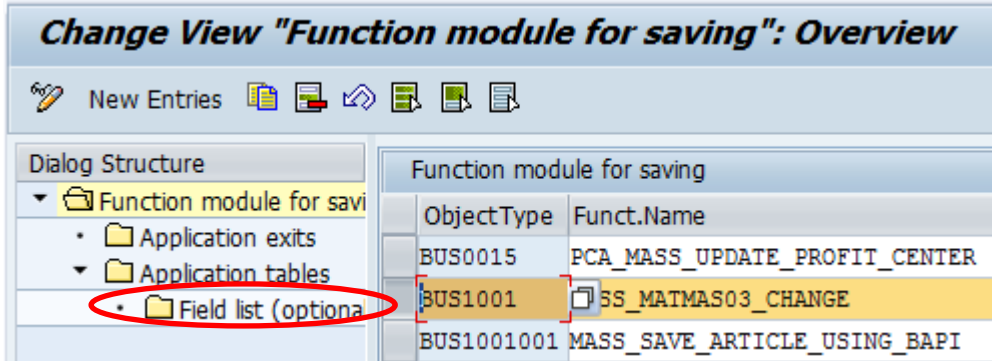 Change View "Function module for saving": Overview
New Entries
Dialog Structure
Function module for savi
Application exits
Application tables
Field list (optiona
Function module for saving
ObjectType Funct.Name
BUS0015 PCA_MASS_UPDATE_PROFIT_CENTER
BUS1001 SS_MATMAS03_CHANGE
BUS1001001 MASS_SAVE_ARTICLE_USING_BAPI